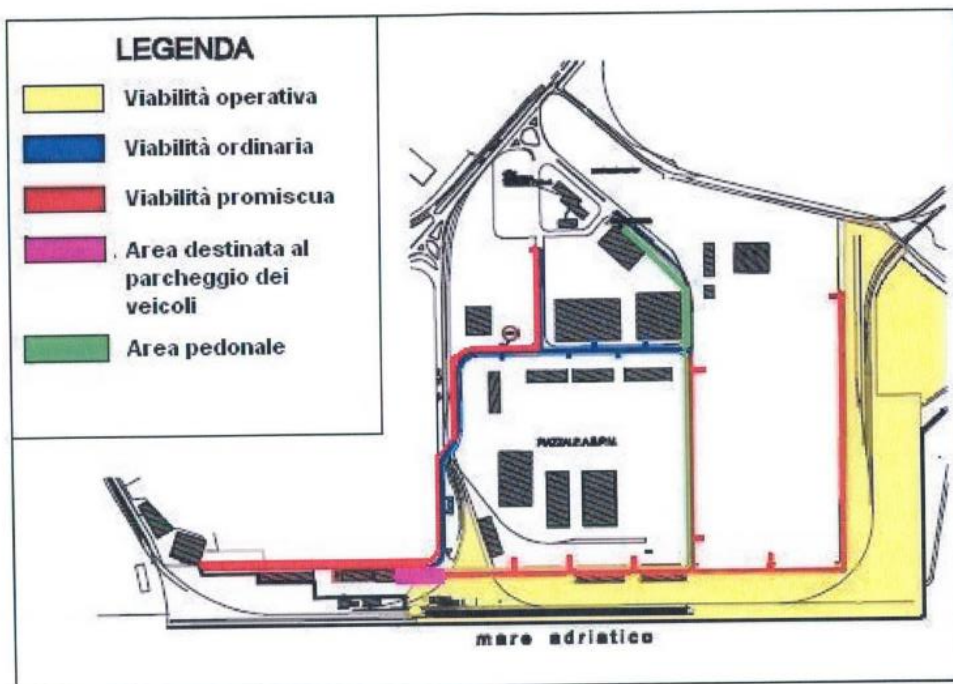 LEGENDA
Viabilità operativa
Viabilità ordinaria
Viabilità promiscua
Area destinata al
parcheggio dei
veicoli
Area pedonale
mare adriatico